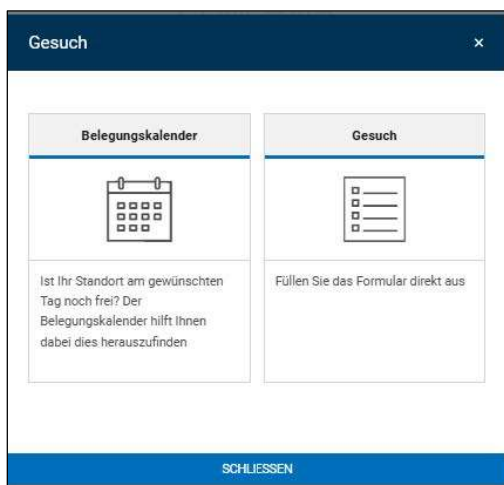 Gesuch
×
Belegungskalender
Ist Ihr Standort am gewünschten
Tag noch frei? Der
Belegungskalender hilft Ihnen
dabei dies herauszufinden
Gesuch
Füllen Sie das Formular direkt aus
SCHLIESSEN